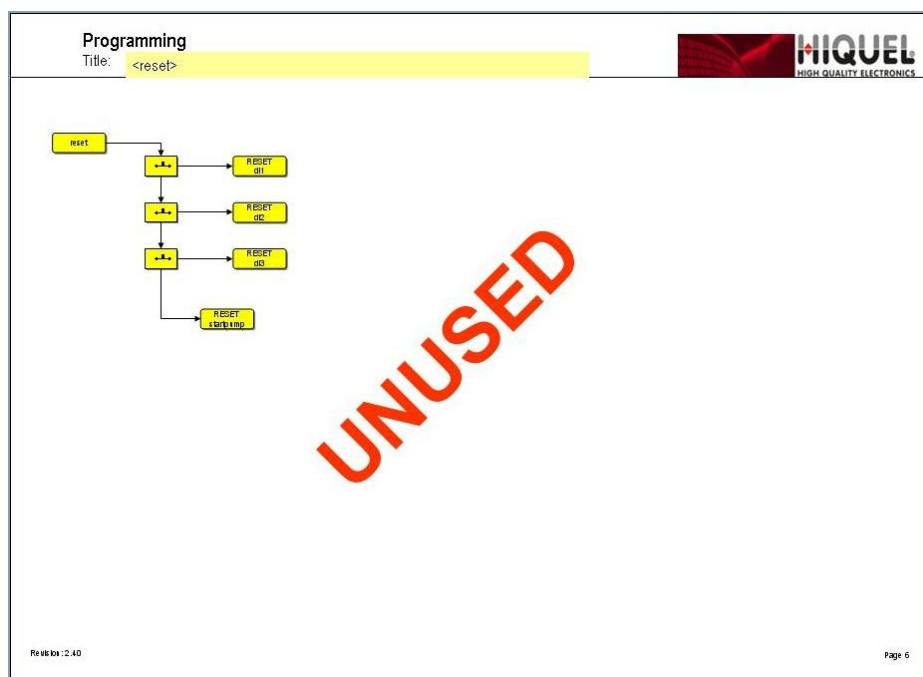 Programming
Title: <reset>
HIQUEL
HIGH QUALITY ELECTRONICS
reset
RESET
dl1
RESET
dl2
RESET
dl3
RESET
startpump
UNUSED
Revision: 2.40
Page 6